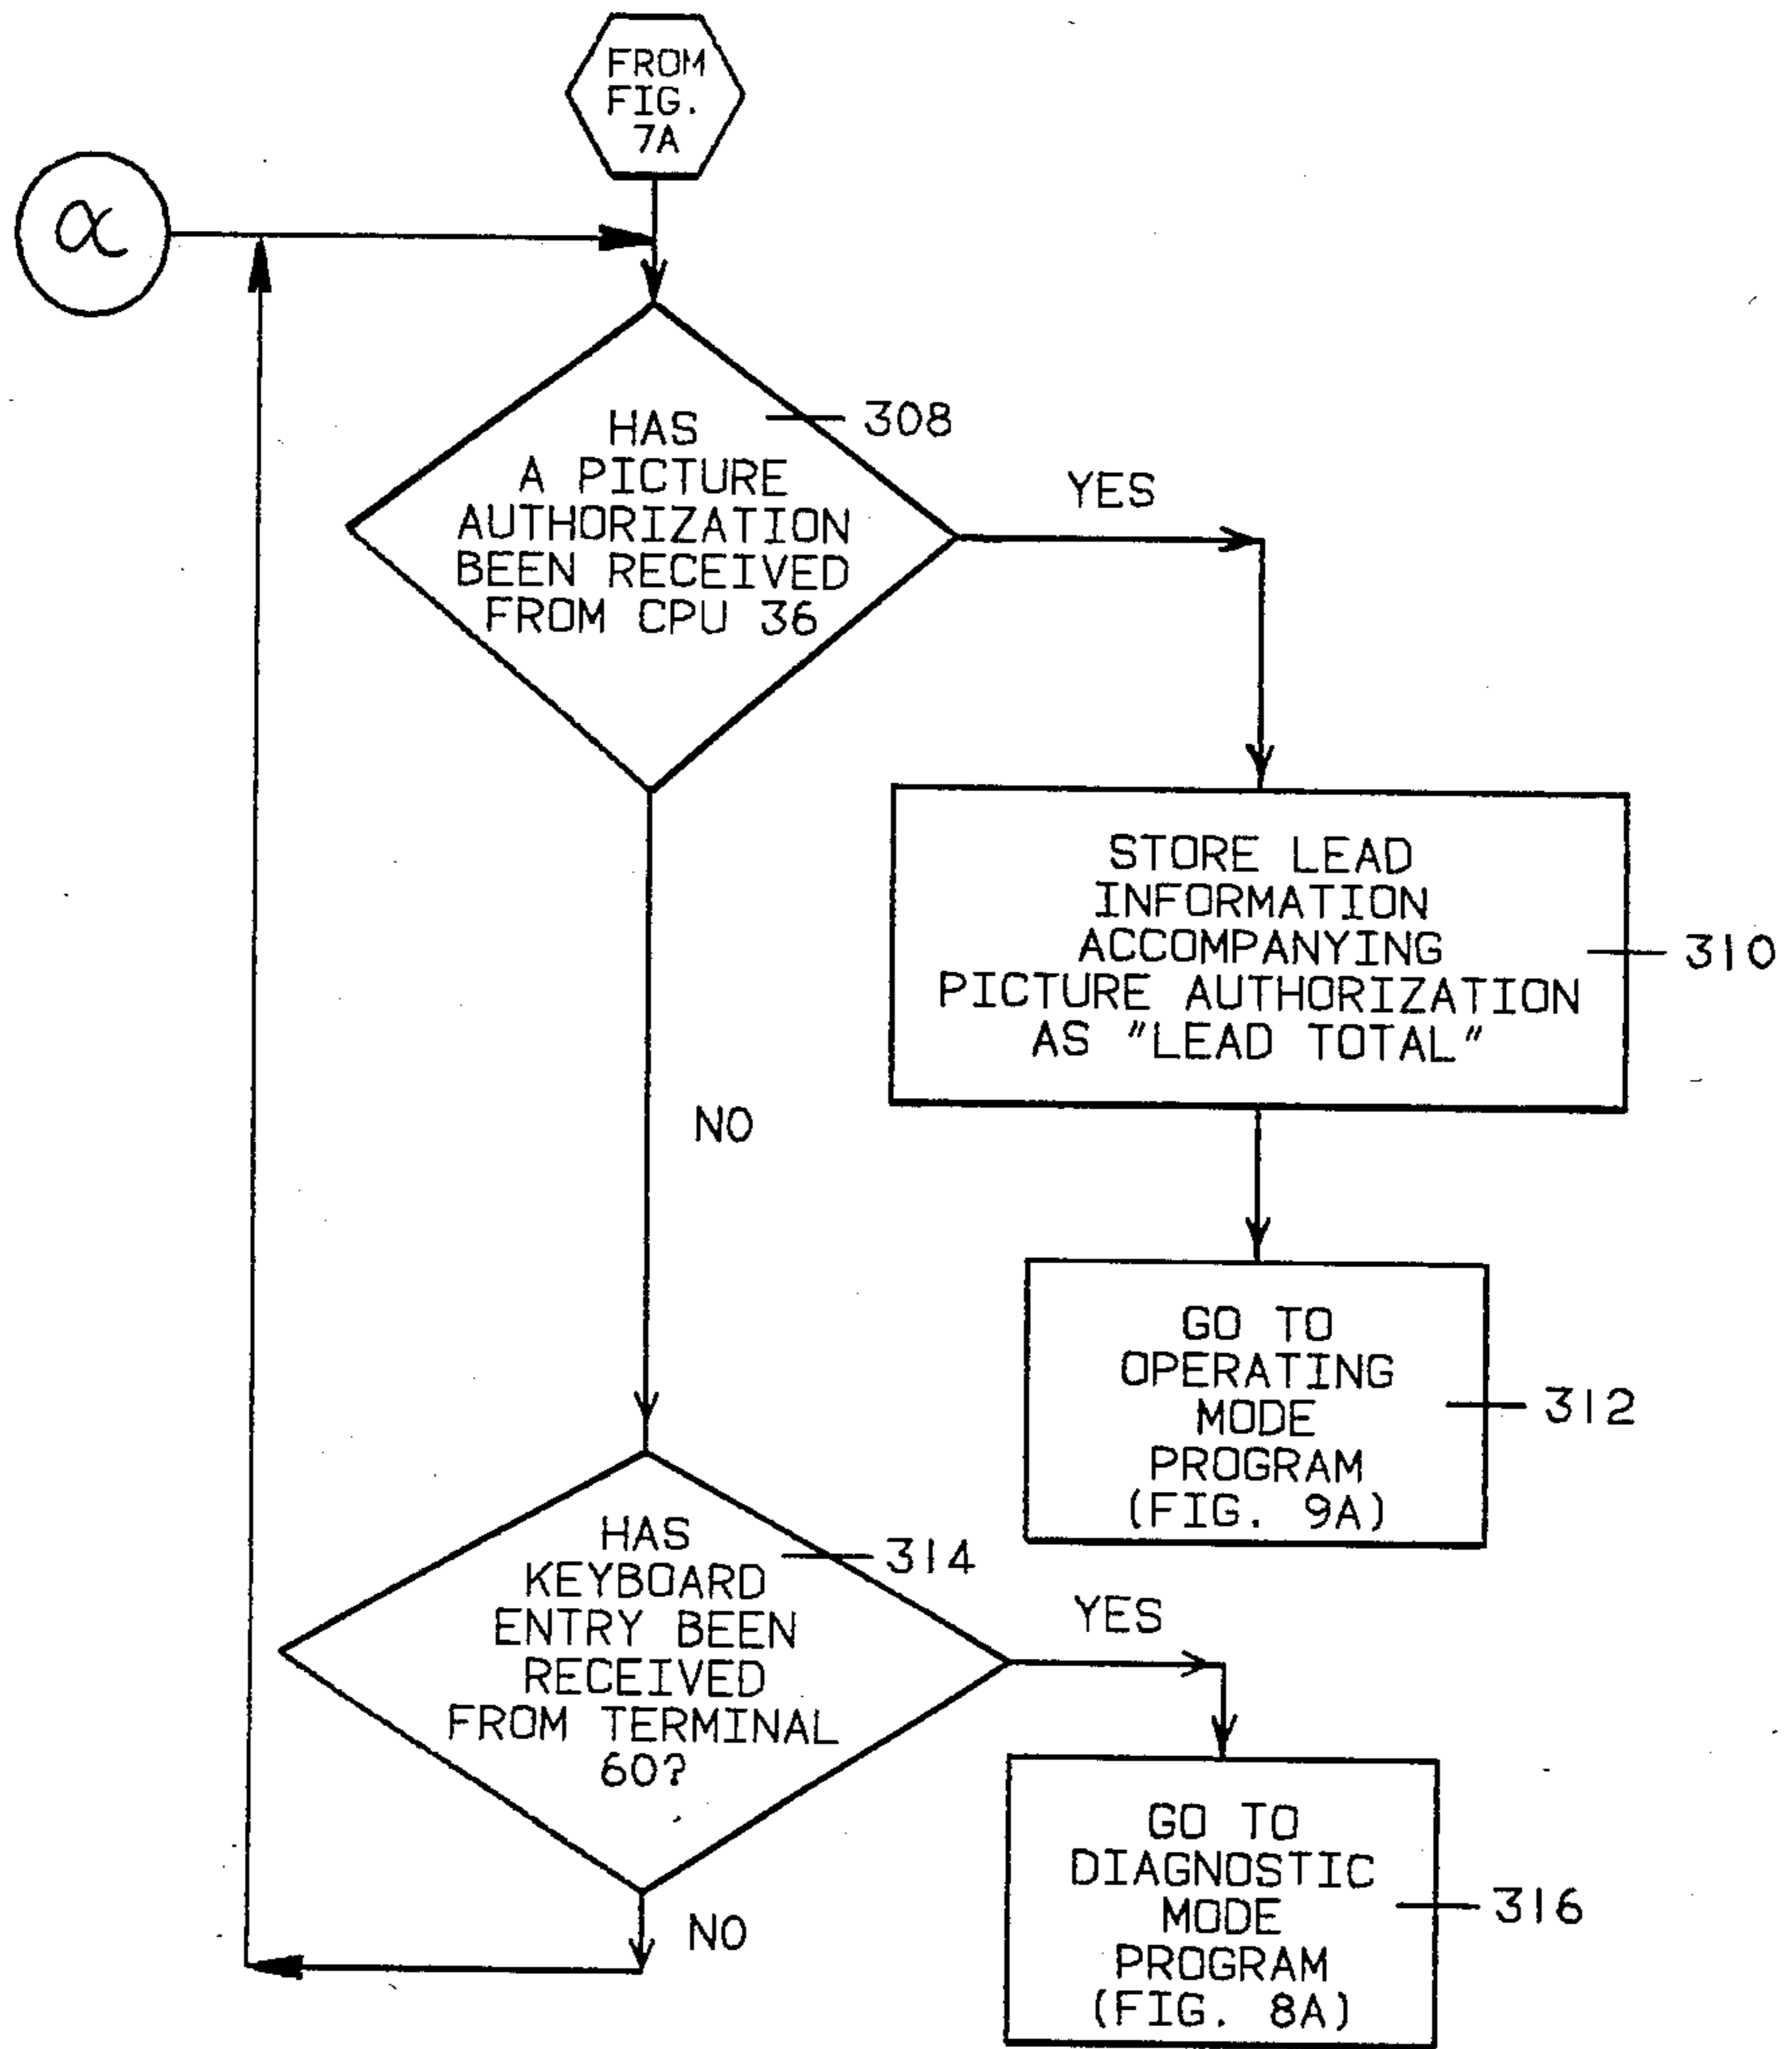 FROM
FIG.
7A
α
308
HAS
A PICTURE
AUTHORIZATION
BEEN RECEIVED
FROM CPU 36
YES
STORE LEAD
INFORMATION
ACCOMPANYING
PICTURE AUTHORIZATION
AS "LEAD TOTAL"
310
NO
GO TO
OPERATING
MODE
PROGRAM
(FIG. 9A)
312
HAS
KEYBOARD
ENTRY BEEN
RECEIVED
FROM TERMINAL
60?
314
YES
GO TO
DIAGNOSTIC
MODE
PROGRAM
(FIG. 8A)
316
NO